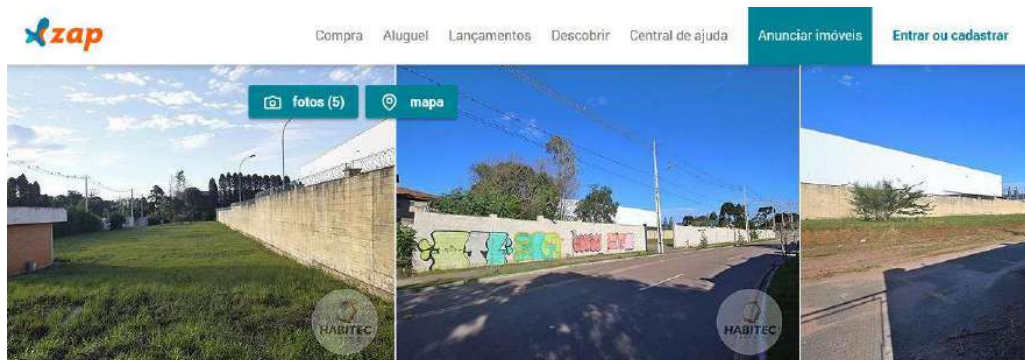 zap
Compra Aluguel Lançamentos Descobrir Central de ajuda Anunciar imóveis Entrar ou cadastrar
fotos (5) mapa
HABITEC
HABITEC